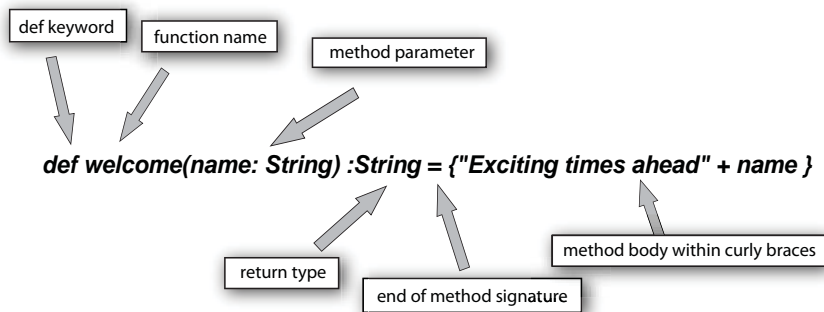 def keyword
function name
method parameter
def welcome(name: String) :String = {"Exciting times ahead" + name }
return type
method body within curly braces
end of method signature